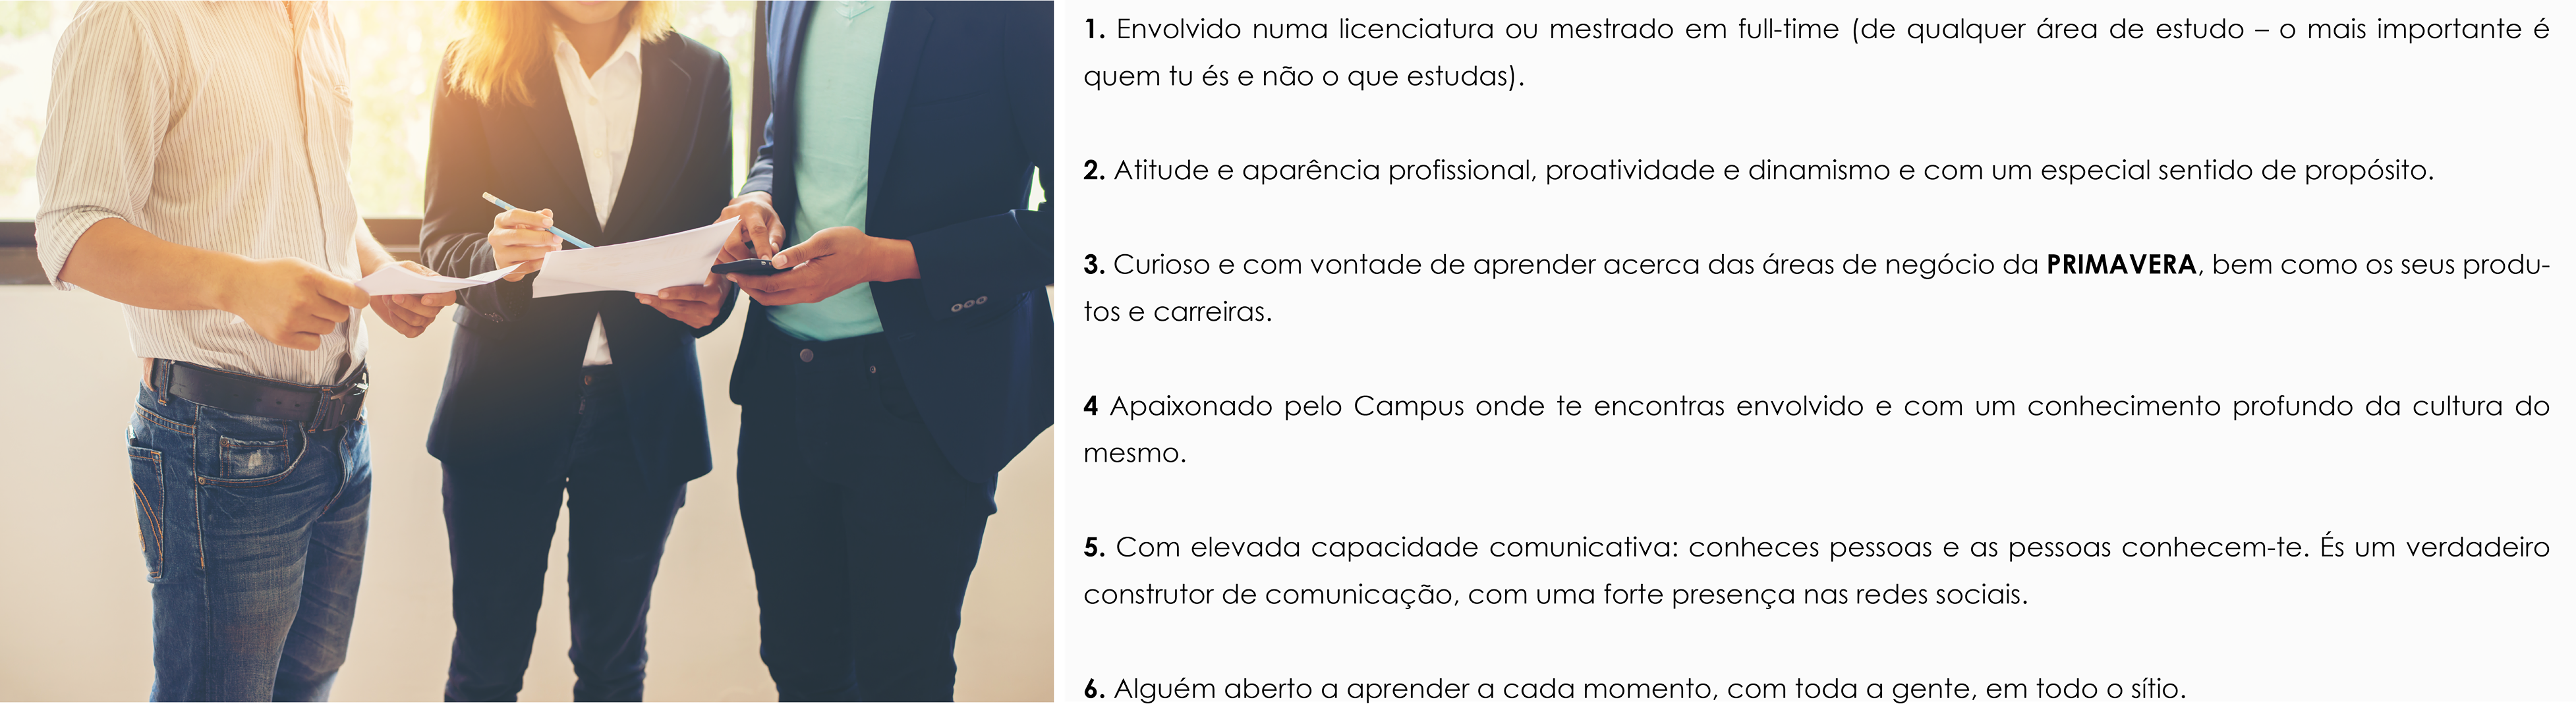 1. Envolvido numa licenciatura ou mestrado em full-time (de qualquer área de estudo – o mais importante é
quem tu és e não o que estudas).
2. Atitude e aparência profissional, proatividade e dinamismo e com um especial sentido de propósito.
3. Curioso e com vontade de aprender acerca das áreas de negócio da PRIMAVERA, bem como os seus produ-
tos e carreiras.
4 Apaixonado pelo Campus onde te encontras envolvido e com um conhecimento profundo da cultura do
mesmo.
5. Com elevada capacidade comunicativa: conheces pessoas e as pessoas conhecem-te. És um verdadeiro
construtor de comunicação, com uma forte presença nas redes sociais.
6. Alguém aberto a aprender a cada momento, com toda a gente, em todo o sítio.